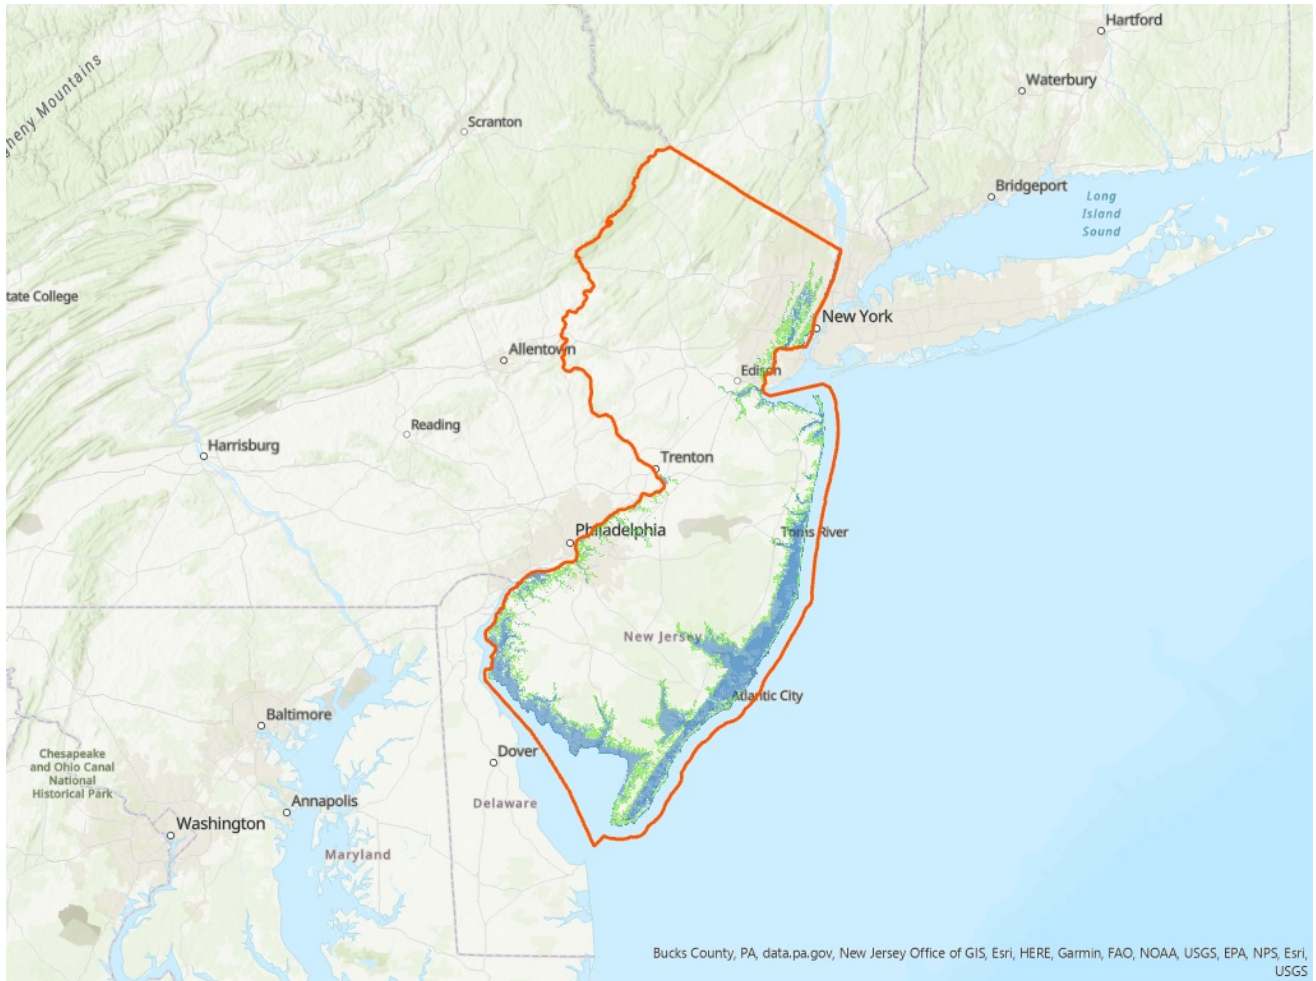 Hartford
Waterbury
gheny Mountains
Scranton
Bridgeport
Long
Island
Sound
tate College
New York
Allentown
Edison
Reading
Harrisburg
Trenton
Philadelphia
Toms River
New Jersey
Atlantic City
Baltimore
Dover
Chesapeake
and Ohio Canal
National
Historical Park
Annapolis
Delaware
Washington
Maryland
Bucks County, PA, data.pa.gov, New Jersey Office of GIS, Esri, HERE, Garmin, FAO, NOAA, USGS, EPA, NPS, Esri,
USGS